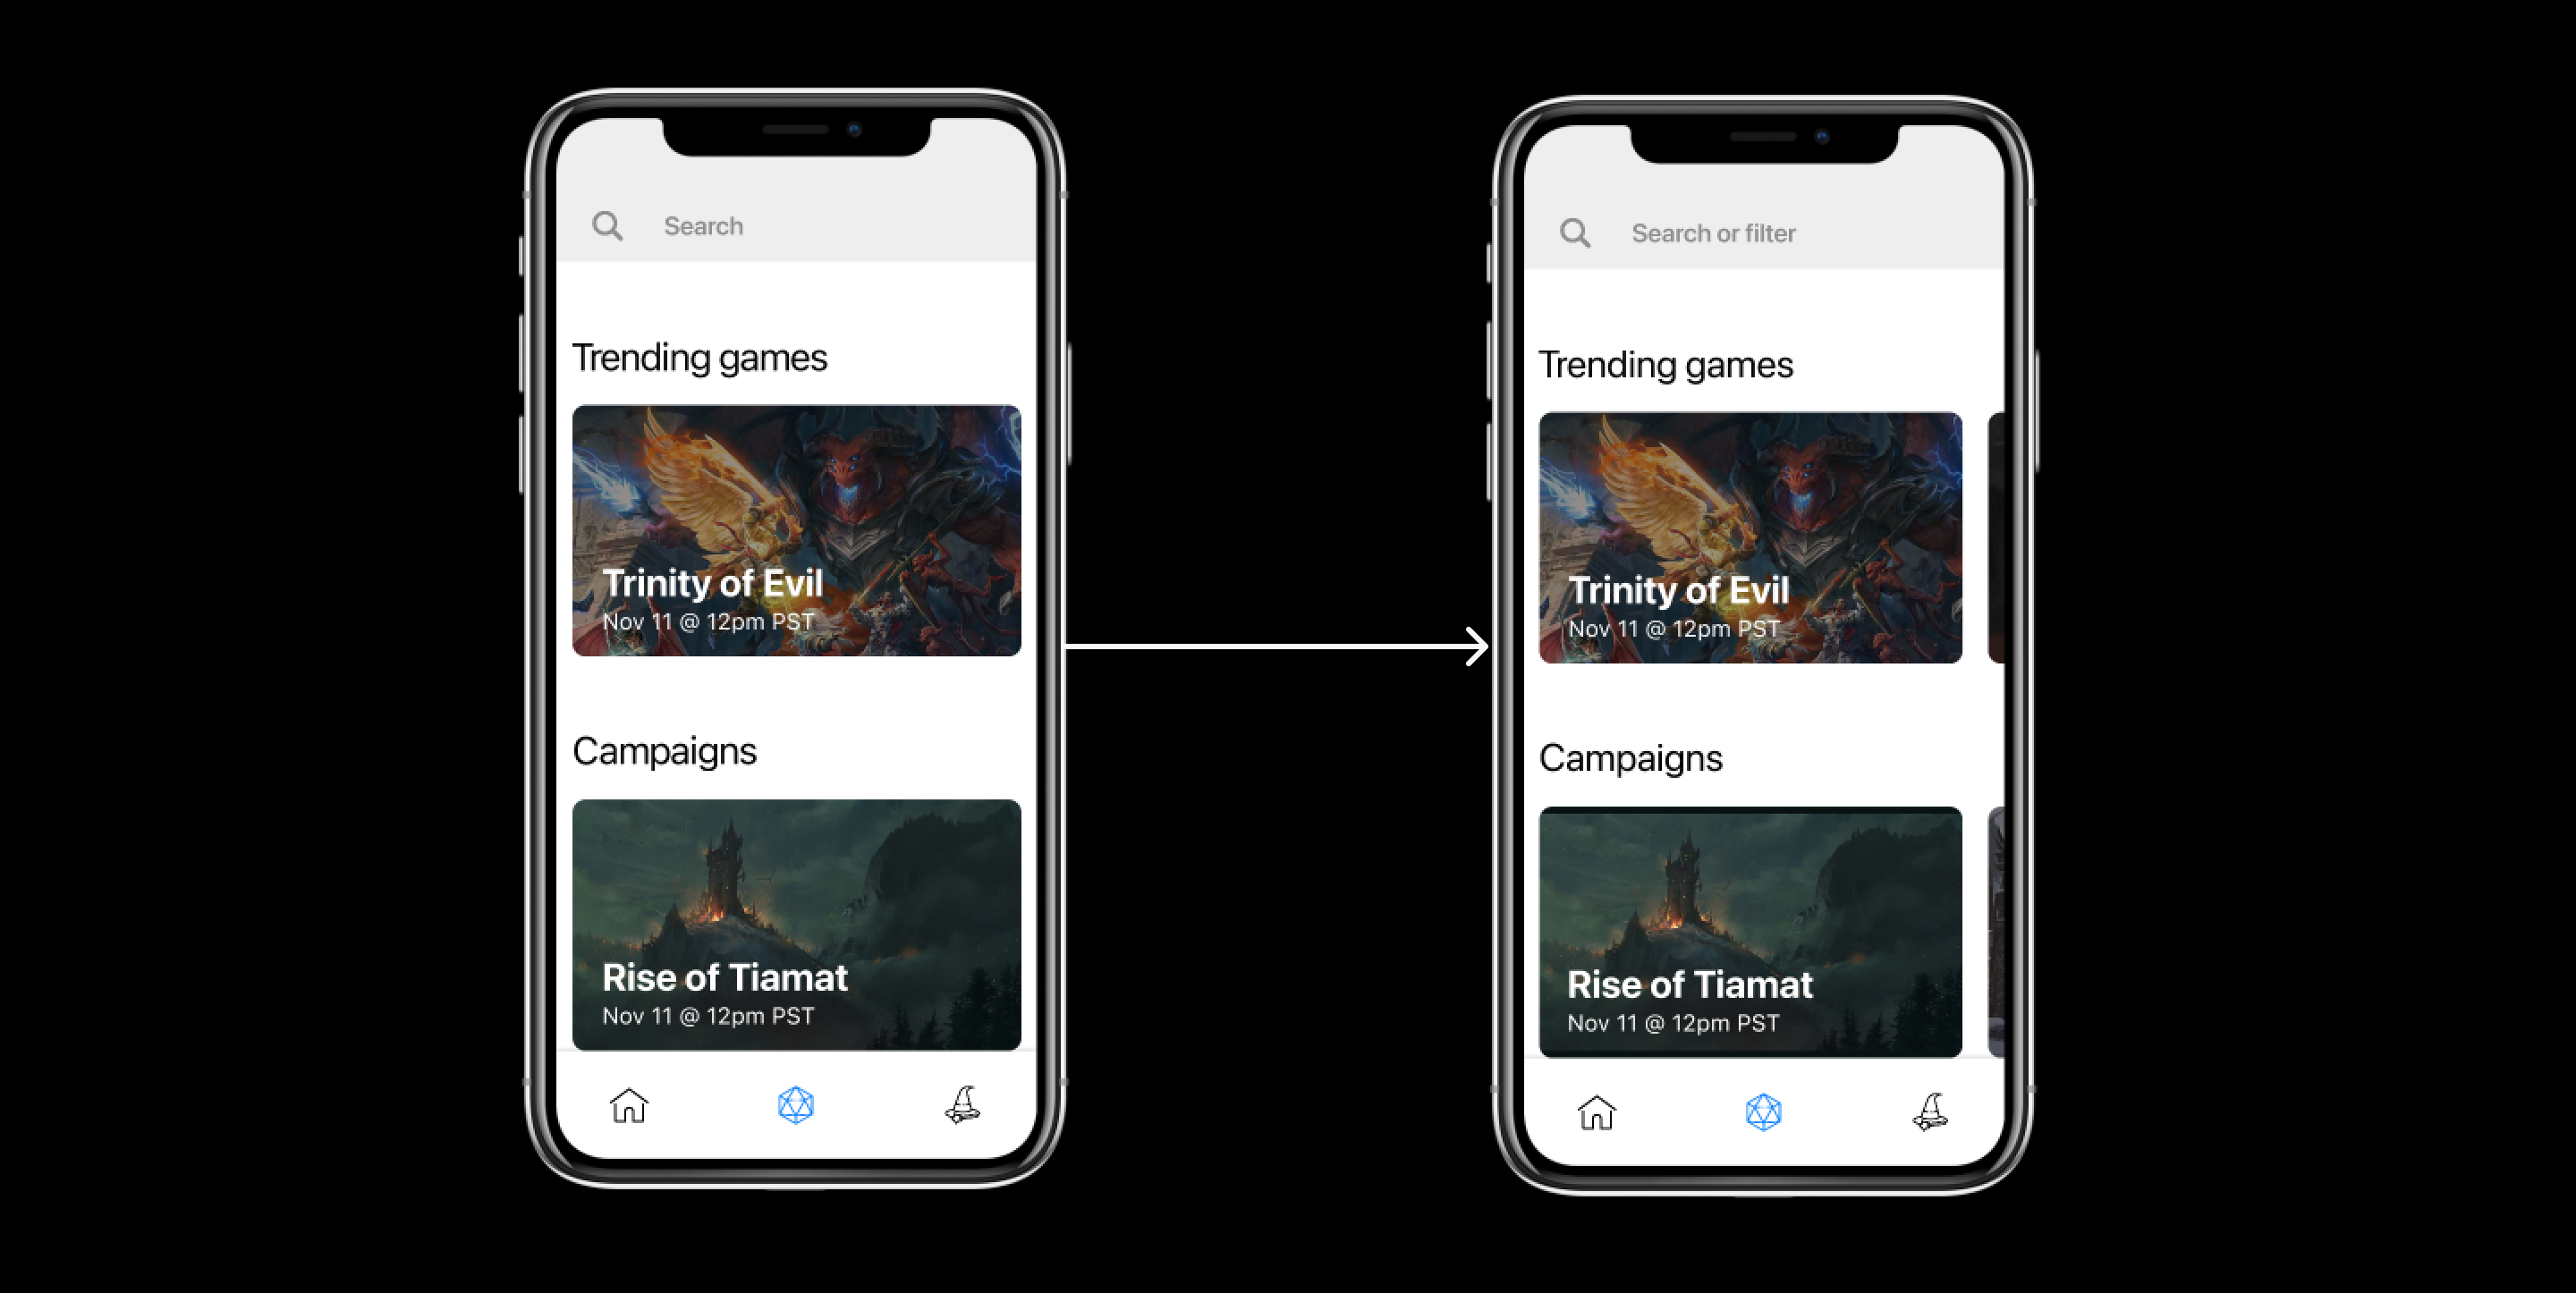 Search
Trending games
Trinity of Evil
Nov 11 @ 12pm PST
Campaigns
Rise of Tiamat
Nov 11 @ 12pm PST
Search or filter
Trending games
Trinity of Evil
Nov 11 @ 12pm PST
Campaigns
Rise of Tiamat
Nov 11 @ 12pm PST